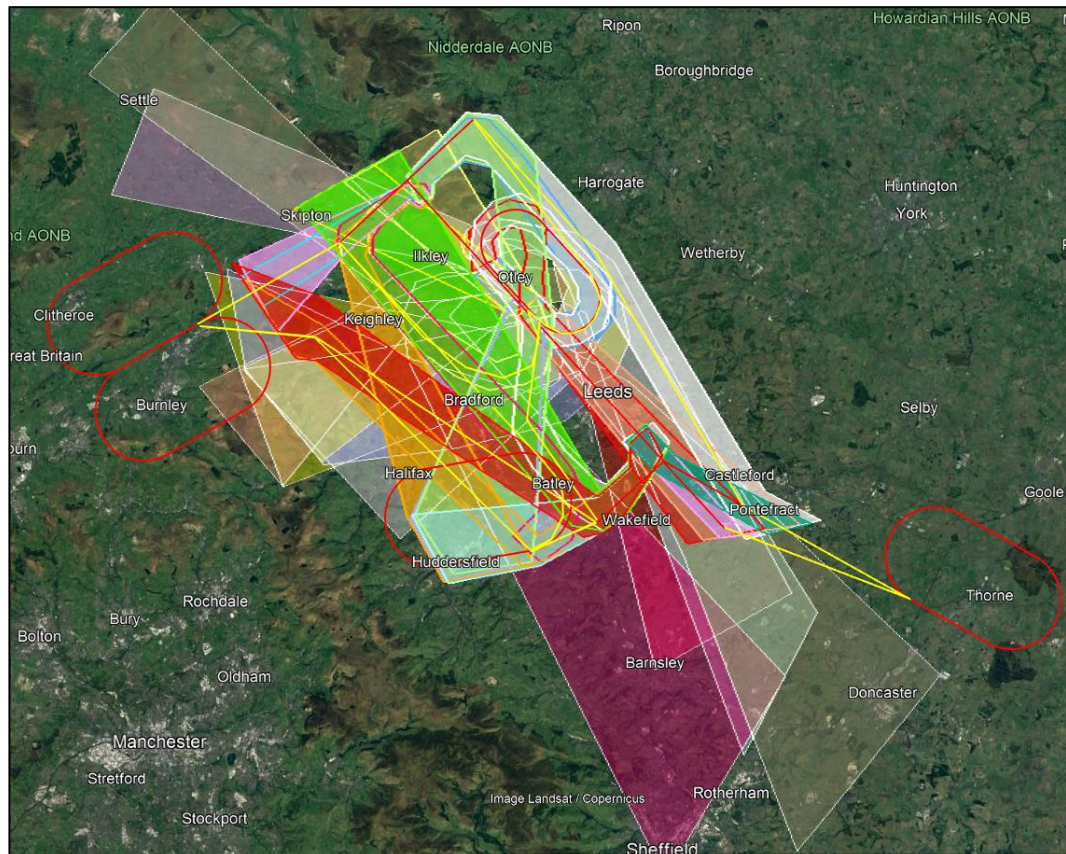 Howardian Hills AONB
Ripon
Nidderdale AONB
Boroughbridge
Settle
Harrogate
Huntington
York
Skipton
nd AONB
Ilkley
Wetherby
Otley
Clitheroe
Keighley
reat Britain
Leeds
Burnley
Bradford
Selby
urn
Halifax
Castleford
Batley
Goole
Pontefract
Wakefield
Huddersfield
Thorne
Rochdale
Bury
Bolton
Barnsley
Oldham
Doncaster
Manchester
Stretford
Rotherham
Image Landsat / Copernicus
Stockport
Sheffield